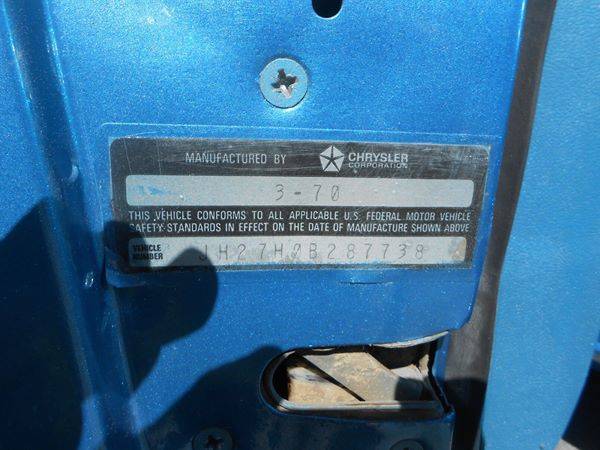 MANUFACTURED BY CHRYSLER CORPORATION
3-70
THIS VEHICLE CONFORMS TO ALL APPLICABLE U.S. FEDERAL MOTOR VEHICLE
SAFETY STANDARDS IN EFFECT ON THE DATE OF MANUFACTURE SHOWN ABOVE
VEHICLE NUMBER JH27H0B287738